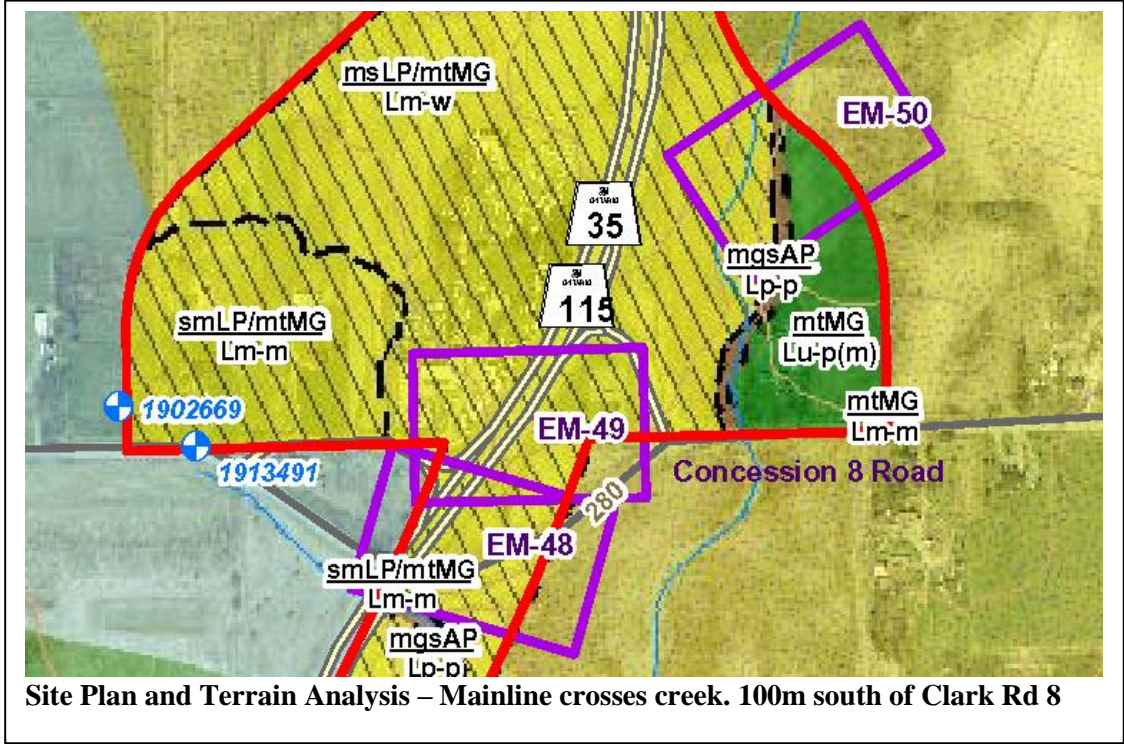 msLP/mtMG
Lm-w
EM-50
ONTARIO
35
ONTARIO
115
mgsAP
Lp-p
smLP/mtMG
Lm-m
mtMG
Lu-p(m)
mtMG
Lm-m
1902669
EM-49
1913491
Concession 8 Road
280
EM-48
smLP/mtMG
Lm-m
mgsAP
Site Plan and Terrain Analysis – Mainline crosses creek. 100m south of Clark Rd 8